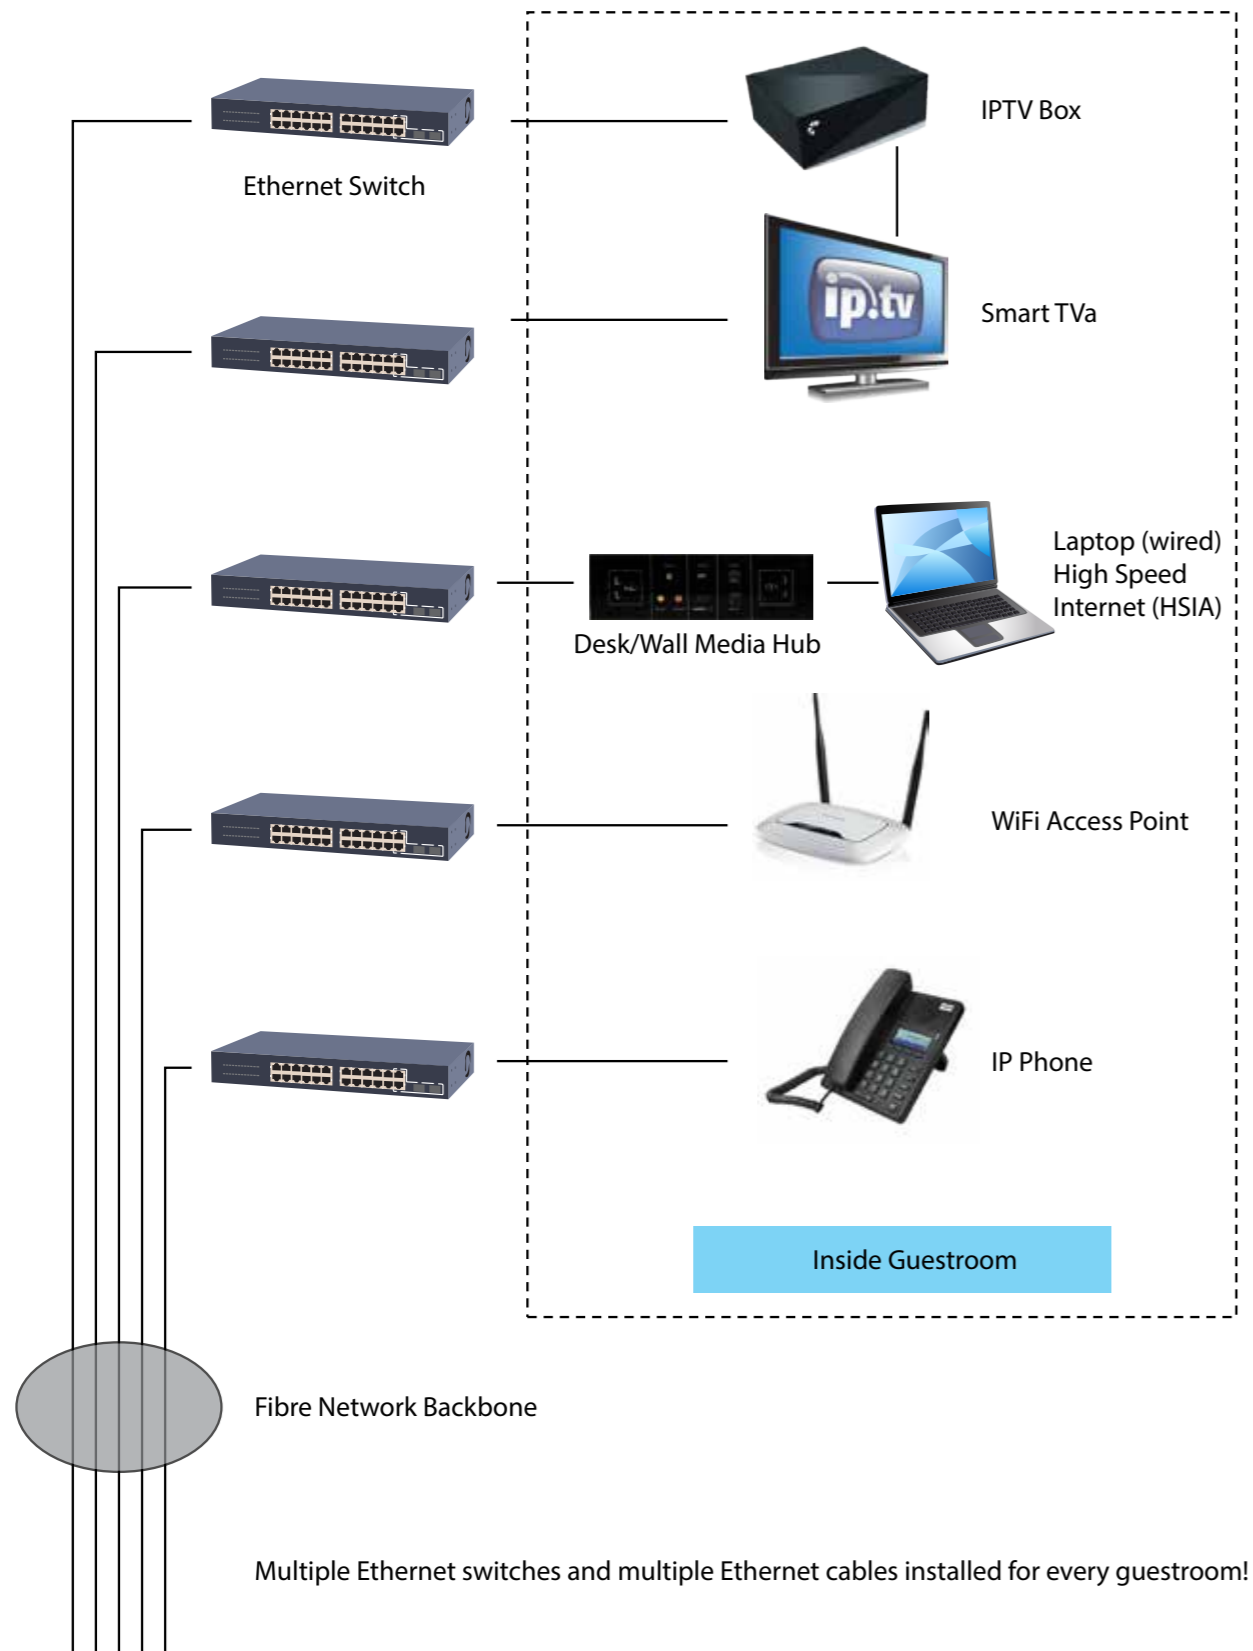 IPTV Box
Ethernet Switch
ip.tv
Smart TVa
Laptop (wired)
High Speed
Internet (HSIA)
Desk/Wall Media Hub
WiFi Access Point
IP Phone
Inside Guestroom
Fibre Network Backbone
Multiple Ethernet switches and multiple Ethernet cables installed for every guestroom!